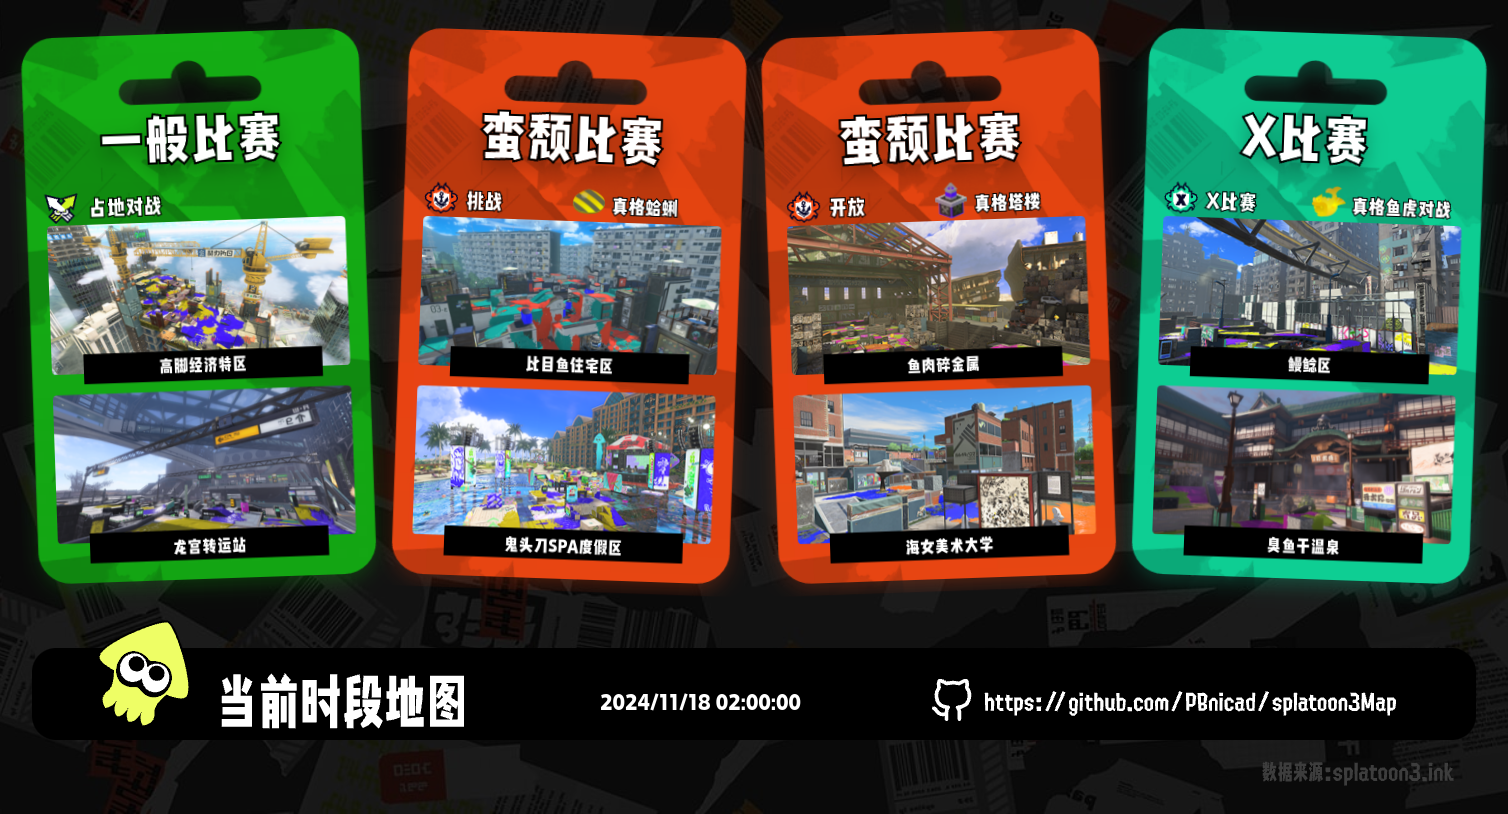 一般比赛
占地对战
高脚经济特区
龙宫转运站
蛮颓比赛
挑战
真格蛤蜊
比目鱼住宅区
鬼头刀SPA度假区
蛮颓比赛
开放
真格塔楼
鱼肉碎金属
海女美术大学
X比赛
X比赛
真格鱼虎对战
鳗鲶区
臭鱼干温泉
当前时段地图
2024/11/18 02:00:00
https://github.com/PBnicad/splatoon3Map
数据来源:splatoon3.ink